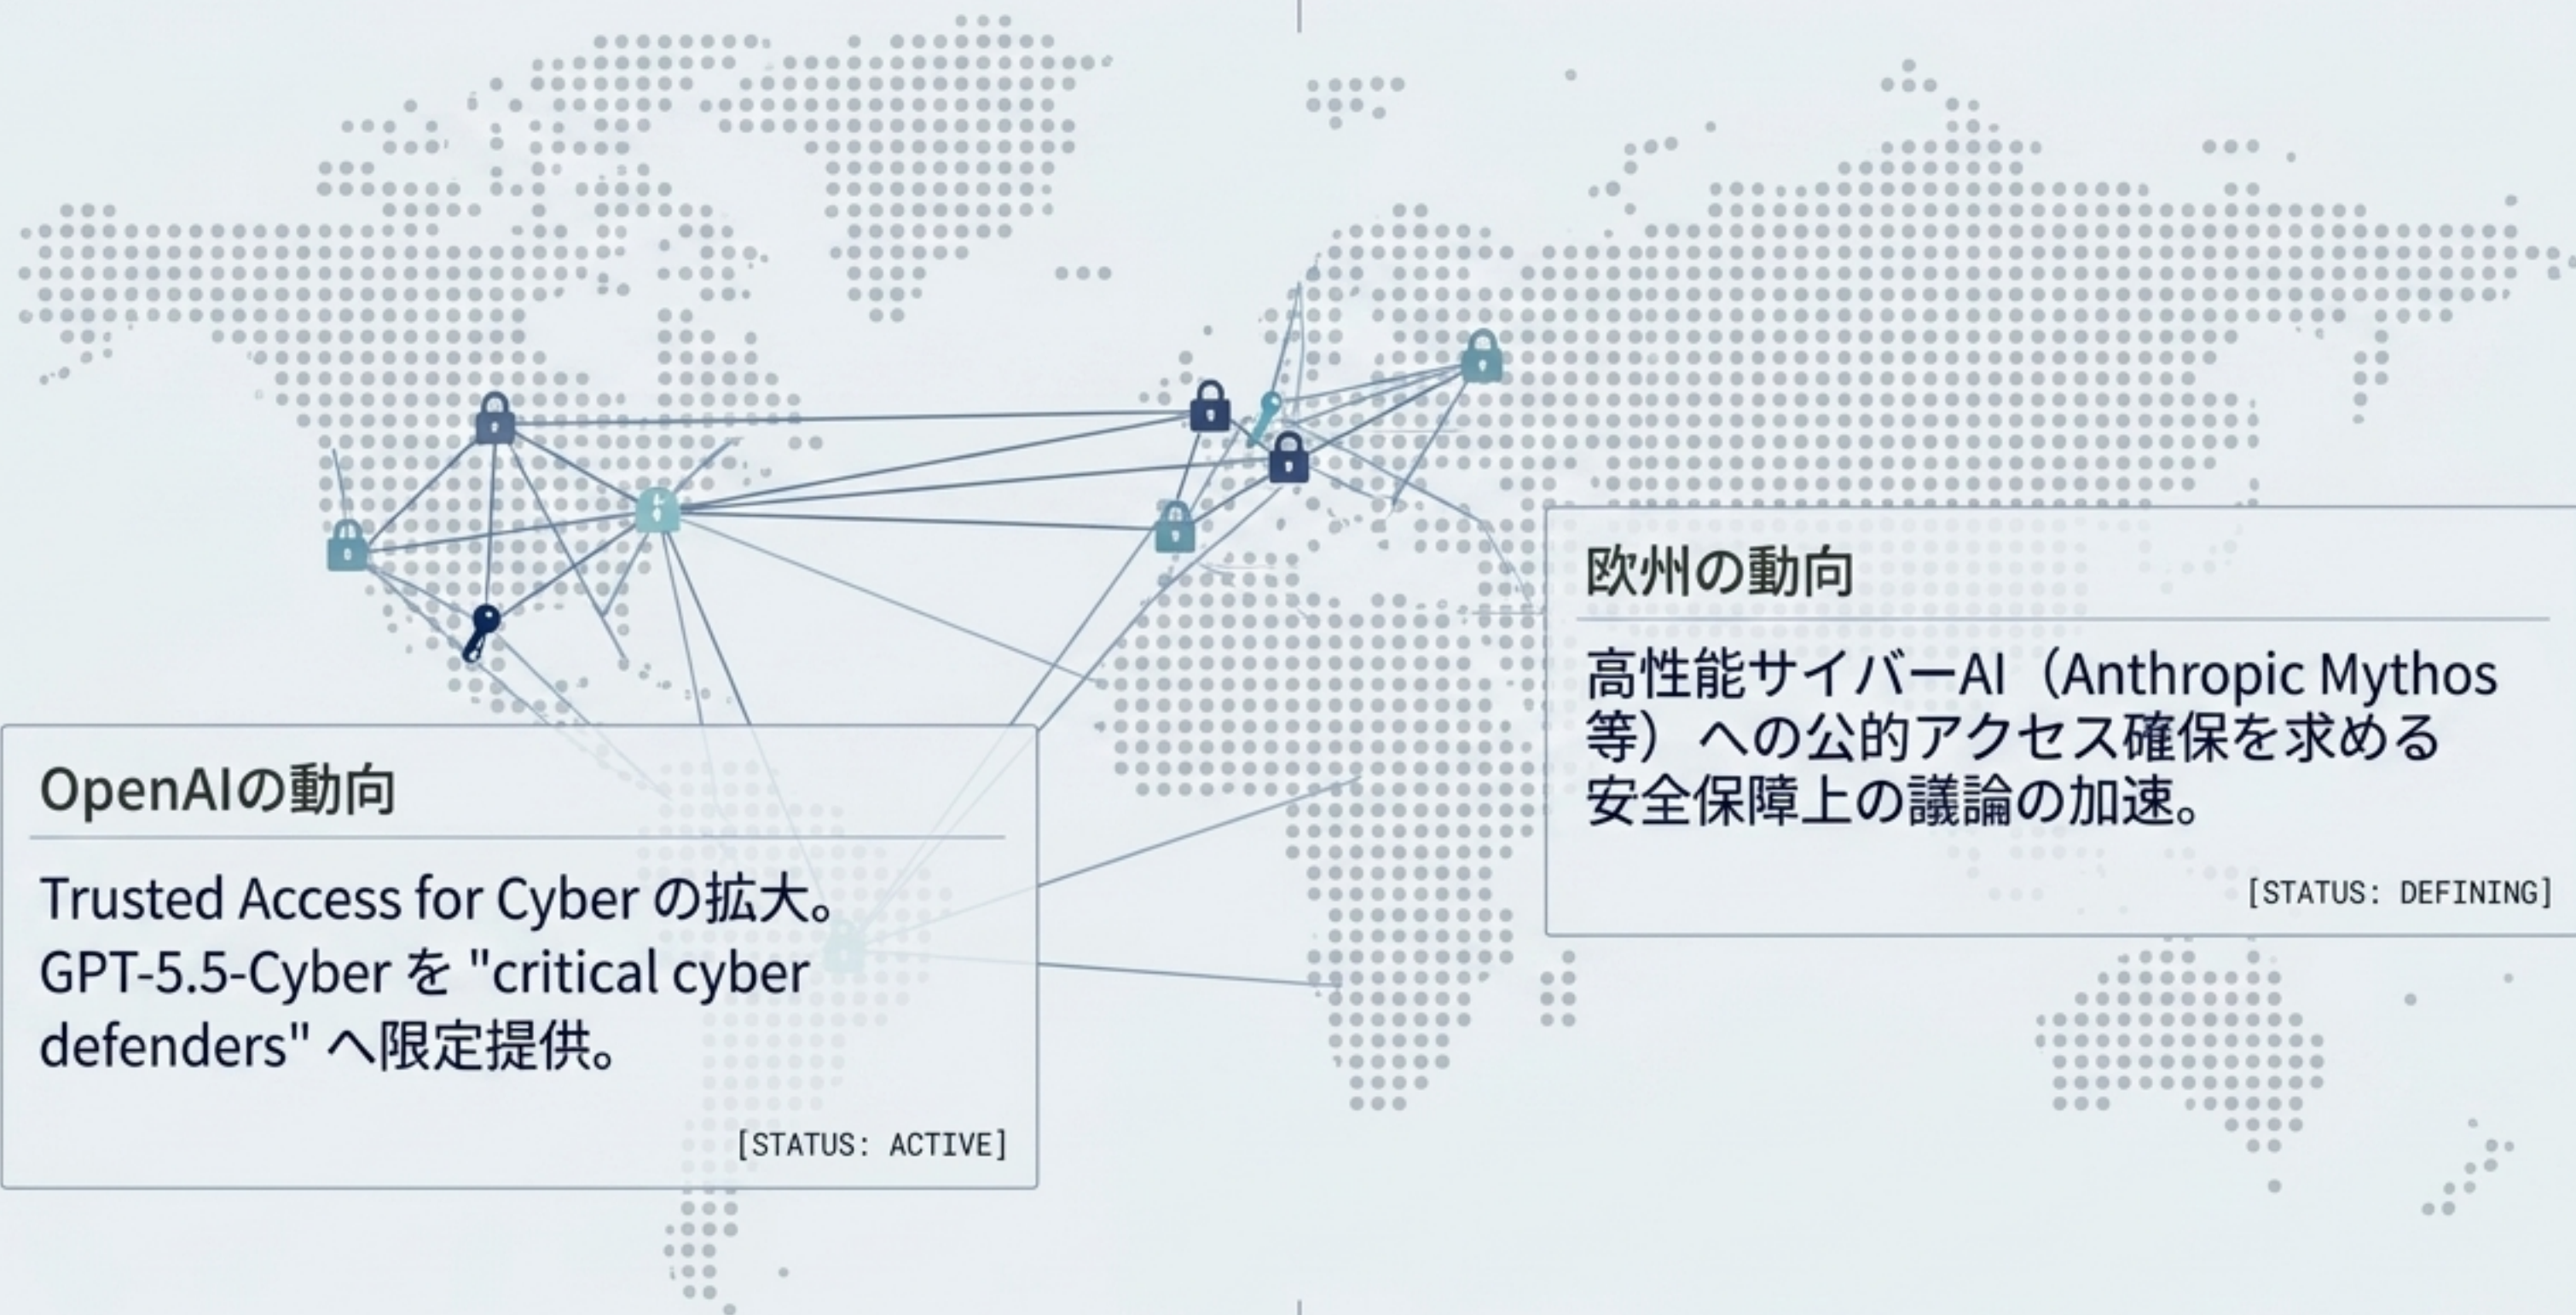 OpenAIの動向
Trusted Access for Cyber の拡大。
GPT-5.5-Cyber を "critical cyber
defenders" へ限定提供。
[STATUS: ACTIVE]
欧州の動向
高性能サイバーAI（Anthropic Mythos
等）への公的アクセス確保を求める
安全保障上の議論の加速。
[STATUS: DEFINING]